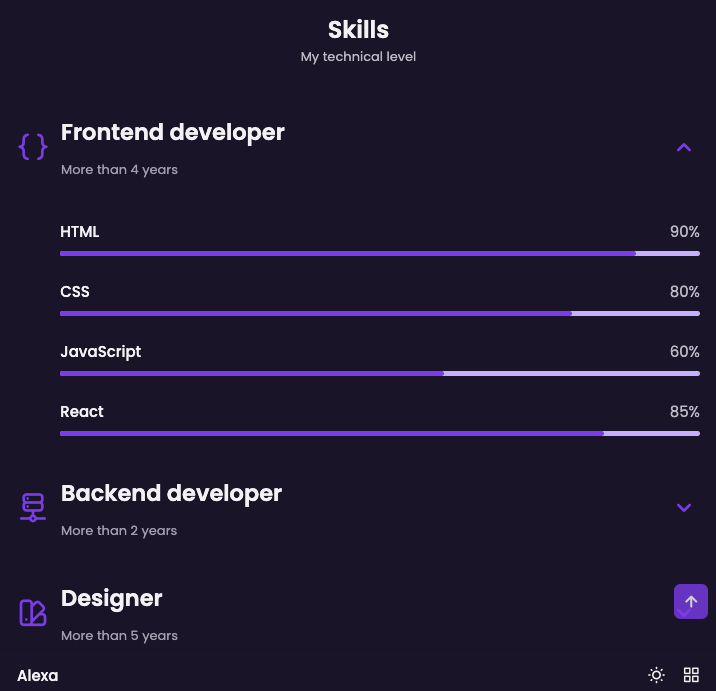 Skills
My technical level
Frontend developer
More than 4 years
HTML 90%
CSS 80%
JavaScript 60%
React 85%
Backend developer
More than 2 years
Designer
More than 5 years
Alexa